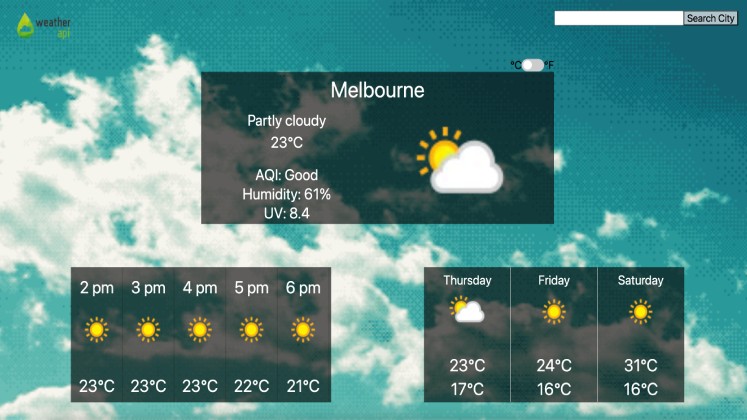 weather
api
Search City
°C °F
Melbourne
Partly cloudy
23°C
AQI: Good
Humidity: 61%
UV: 8.4
2 pm 3 pm 4 pm 5 pm 6 pm
23°C 23°C 23°C 22°C 21°C
Thursday Friday Saturday
23°C 24°C 31°C
17°C 16°C 16°C